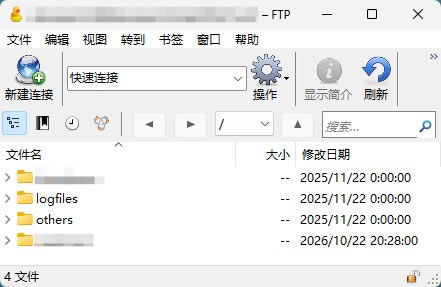 – FTP
文件 编辑 视图 转到 书签 窗口 帮助
新建连接 快速连接 操作 显示简介 刷新
/ 搜索...
文件名 大小 修改日期
-- 2025/11/22 0:00:00
logfiles -- 2025/11/22 0:00:00
others -- 2025/11/22 0:00:00
-- 2026/10/22 20:28:00
4 文件